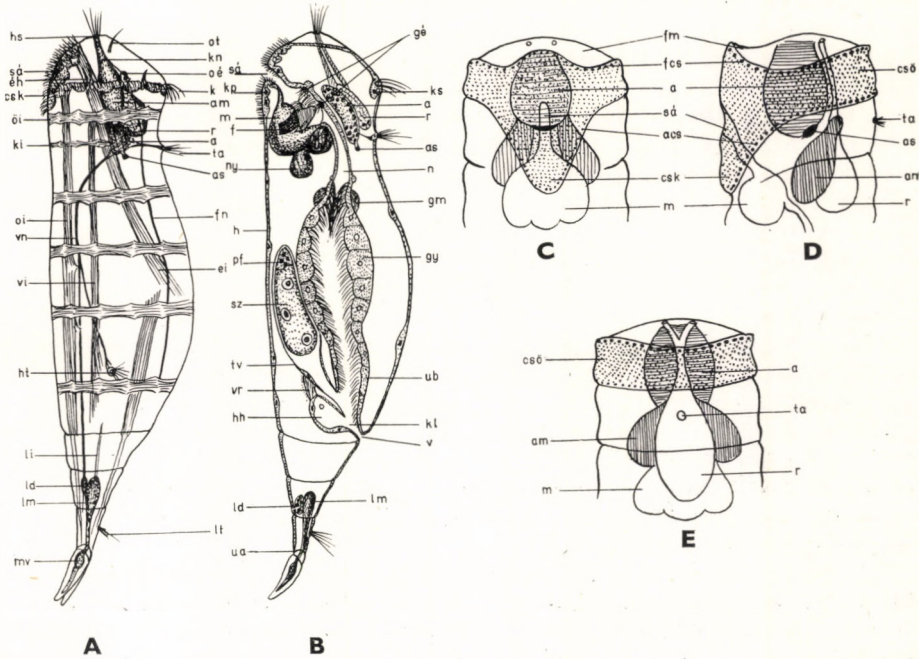 hs
sá
éh
csk
öi
ki
oi
vn
vi
ht
li
ld
lm
mv
ot
kn
oé
k
am
r
a
ta
as
fn
ei
lt
A
sá
kp
m
f
ny
h
pf
sz
tv
vr
hh
ld
ua
gé
ks
a
r
as
n
gm
gy
ub
kl
v
lm
B
fm
fcs
a
sá
acs
csk
m
C
cső
ta
as
am
r
D
cső
am
m
a
ta
r
E